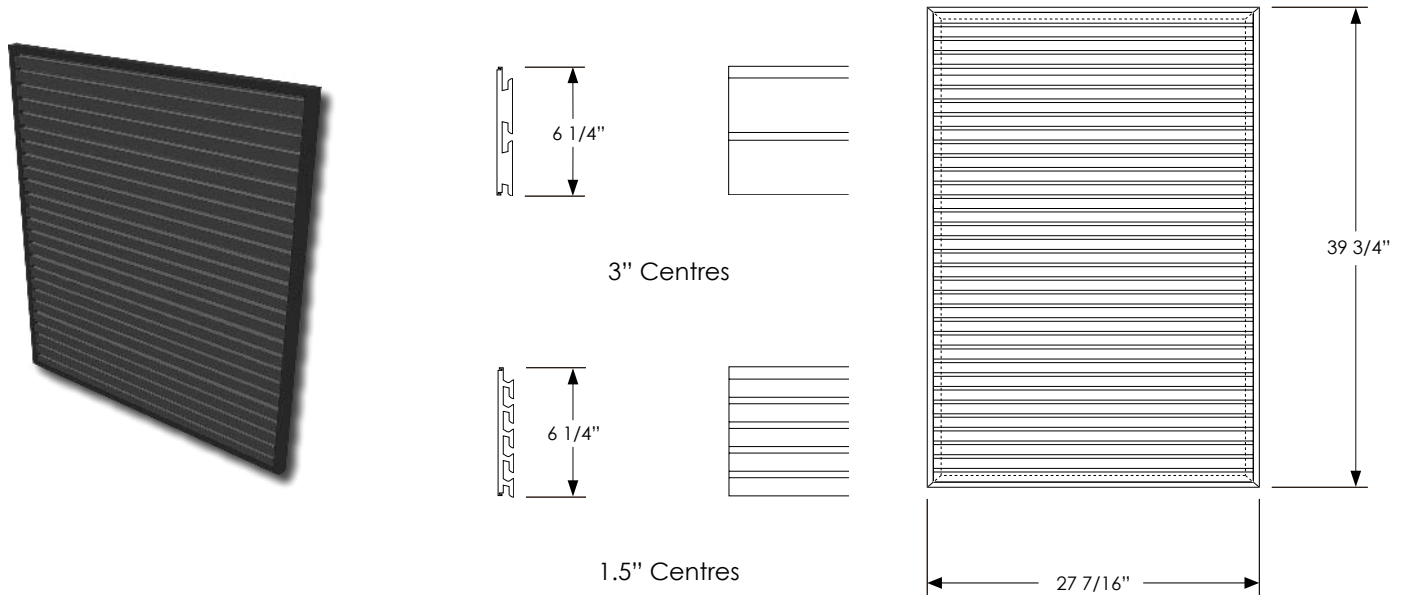 6 1/4”
3” Centres
6 1/4”
1.5” Centres
39 3/4”
27 7/16”